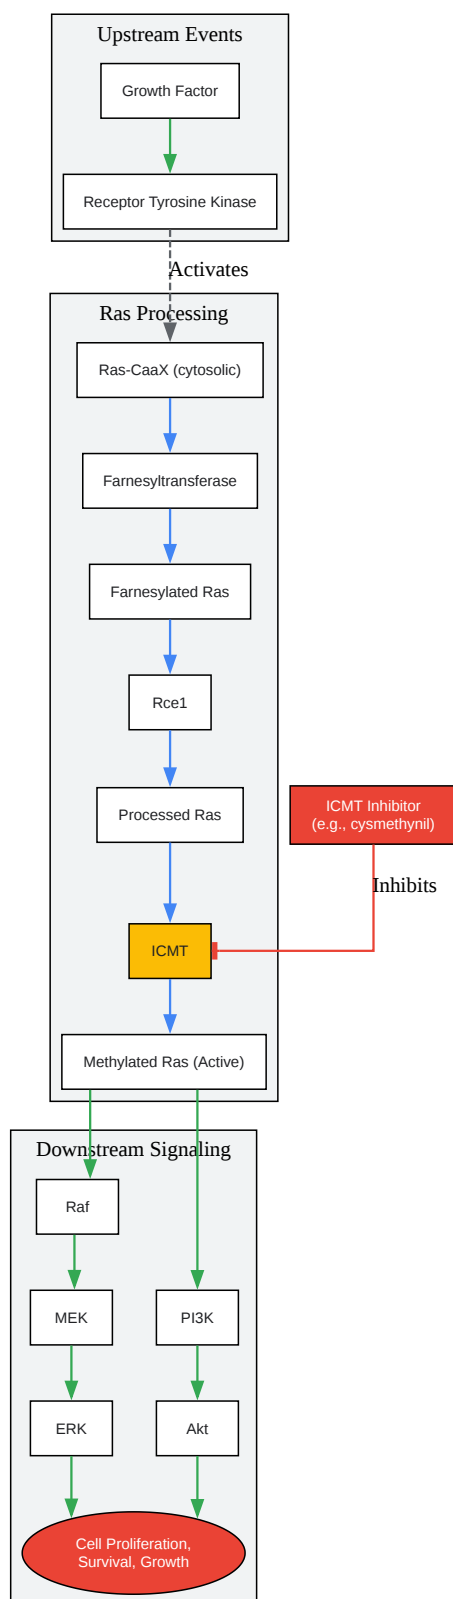 Upstream Events
Growth Factor
Receptor Tyrosine Kinase
Activates
Ras Processing
Ras-CaaX (cytosolic)
Farnesyltransferase
Farnesylated Ras
Rce1
Processed Ras
ICMT Inhibitor
(e.g., cysmethynil)
Inhibits
ICMT
Methylated Ras (Active)
Downstream Signaling
Raf
MEK
PI3K
ERK
Akt
Cell Proliferation,
Survival, Growth